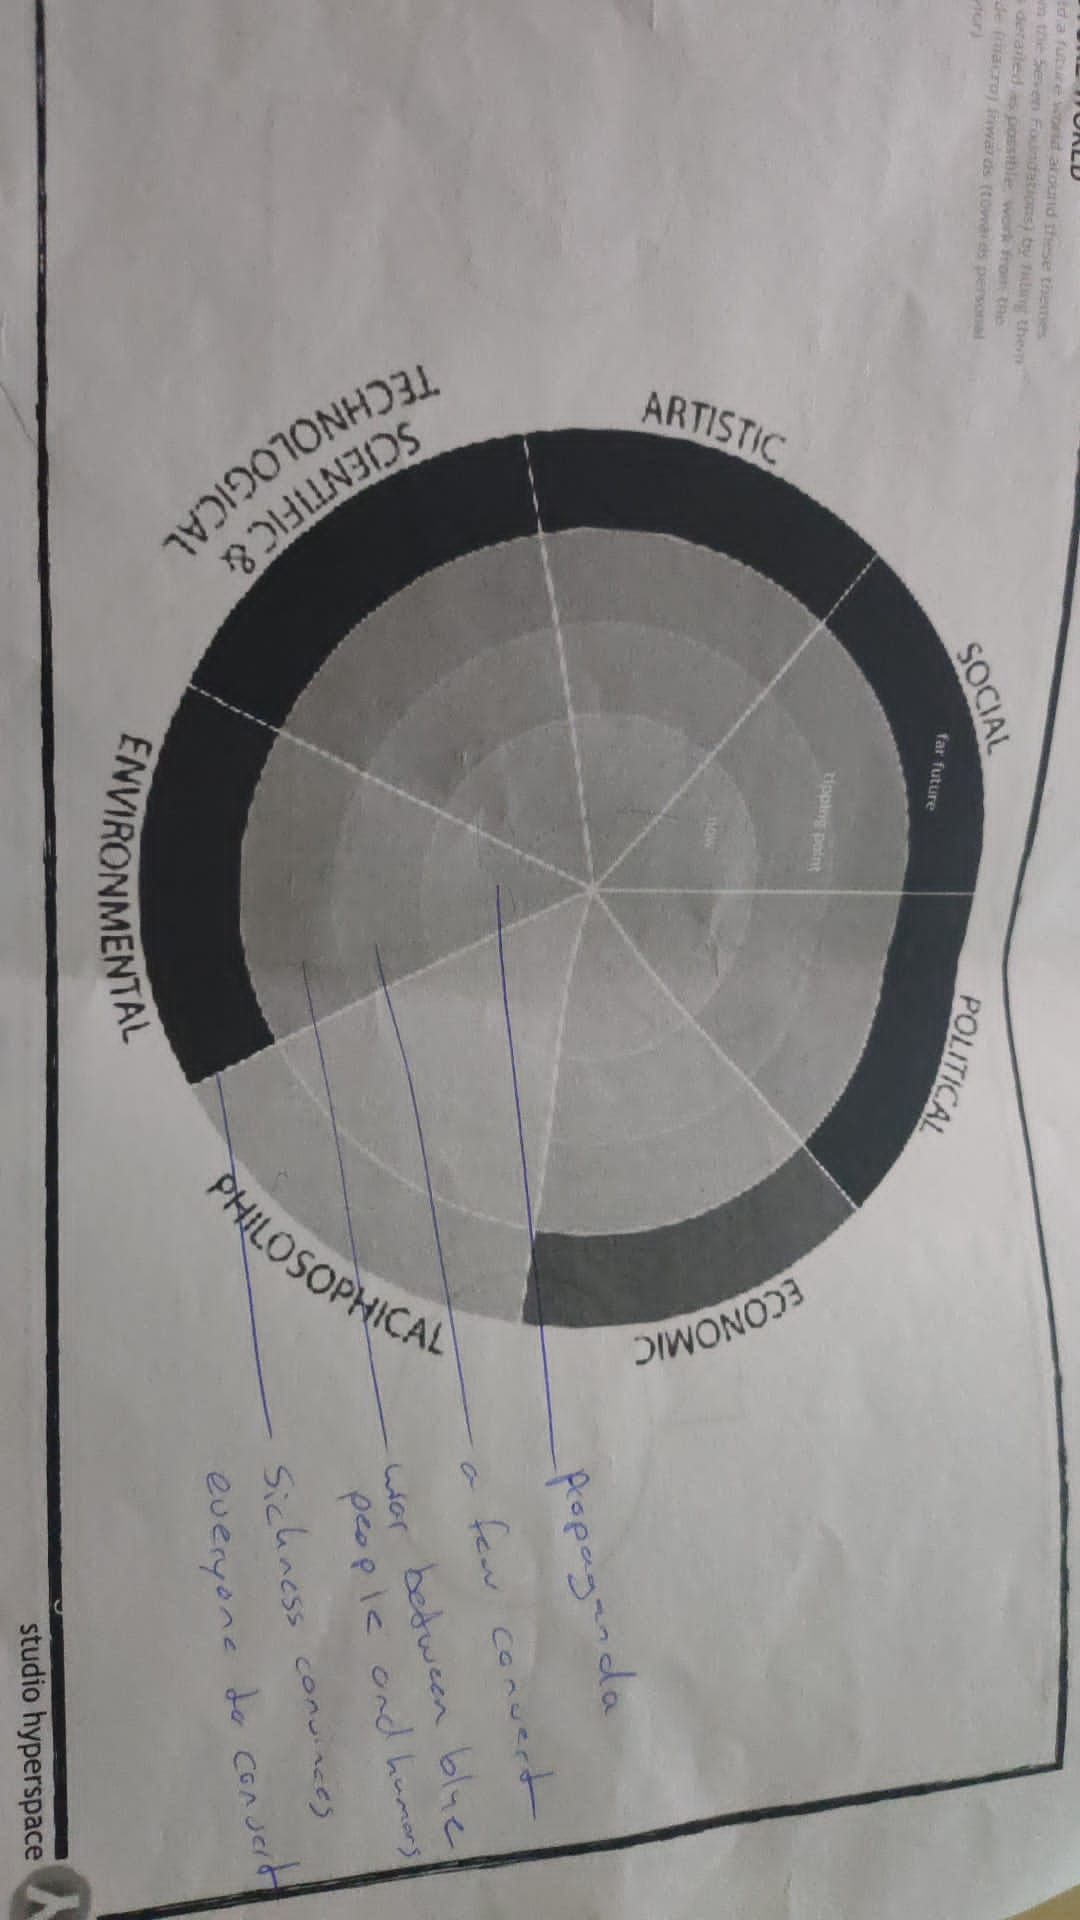 WORLD
ld a future world around these themes
m the Seven Foundations) by filling them
detailed as possible. Work from the
de (macro) inwards (towards personal
ARTISTIC
SOCIAL
SCIENTIFIC &
TECHNOLOGICAL
far future
tipping point
now
POLITICAL
ENVIRONMENTAL
PHILOSOPHICAL
ECONOMIC
propaganda
a few convert
war between blue
people and humans
Sickness convinces
everyone to convert
studio hyperspace